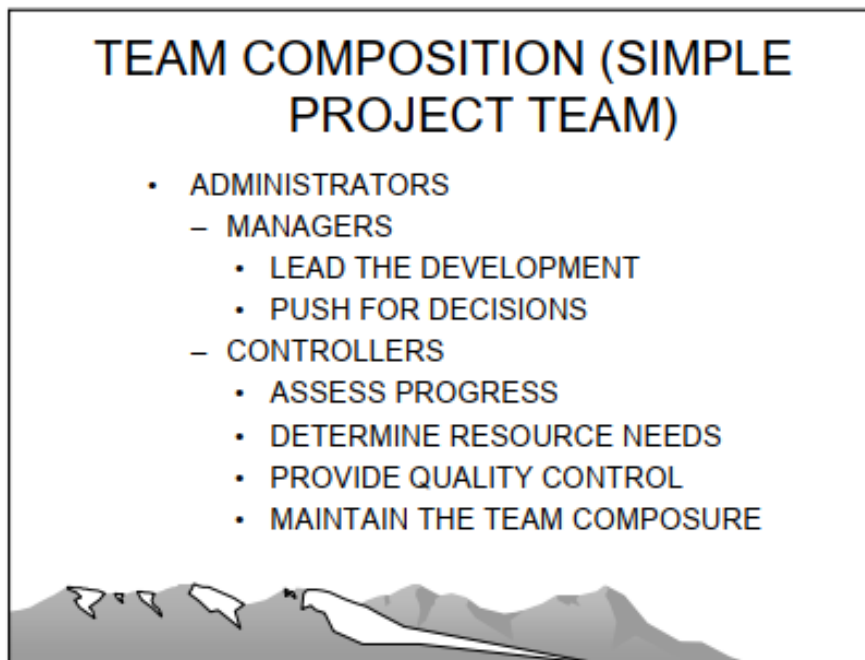 TEAM COMPOSITION (SIMPLE
PROJECT TEAM)
• ADMINISTRATORS
– MANAGERS
• LEAD THE DEVELOPMENT
• PUSH FOR DECISIONS
– CONTROLLERS
• ASSESS PROGRESS
• DETERMINE RESOURCE NEEDS
• PROVIDE QUALITY CONTROL
• MAINTAIN THE TEAM COMPOSURE